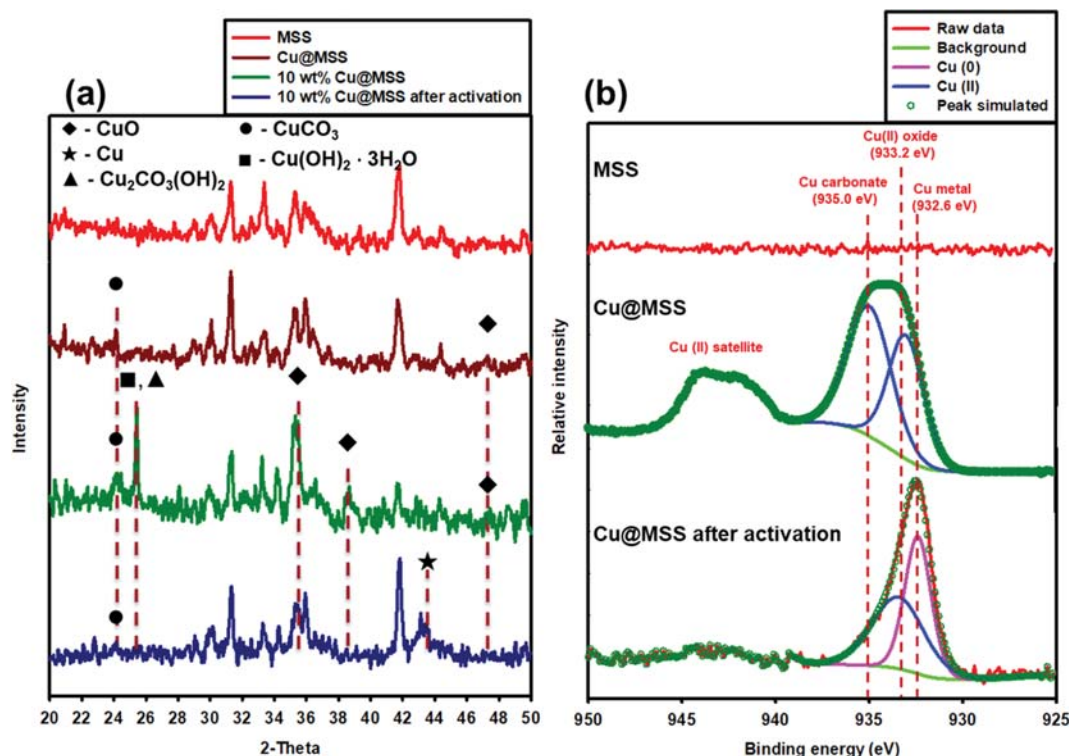 (a)
MSS
Cu@MSS
10 wt% Cu@MSS
10 wt% Cu@MSS after activation
◆ - CuO
● - CuCO₃
★ - Cu
■ - Cu(OH)₂ · 3H₂O
▲ - Cu₂CO₃(OH)₂
■ , ▲
Intensity
20 22 24 26 28 30 32 34 36 38 40 42 44 46 48 50
2-Theta
(b)
Raw data
Background
Cu (0)
Cu (II)
Peak simulated
Cu(II) oxide
(933.2 eV)
MSS
Cu carbonate
(935.0 eV)
Cu metal
(932.6 eV)
Cu@MSS
Cu (II) satellite
Cu@MSS after activation
Relative intensity
950 945 940 935 930 925
Binding energy (eV)